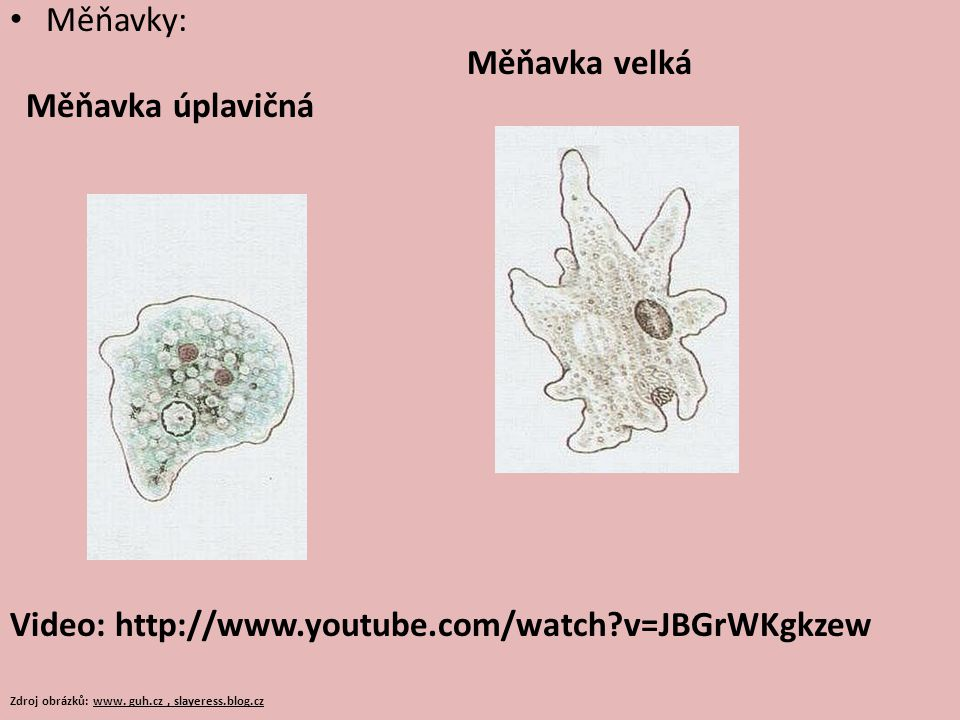 • Měňavky:
Měňavka velká
Měňavka úplavičná
Video: http://www.youtube.com/watch?v=JBGrWKgkzew
Zdroj obrázků: www. guh.cz , slayeress.blog.cz